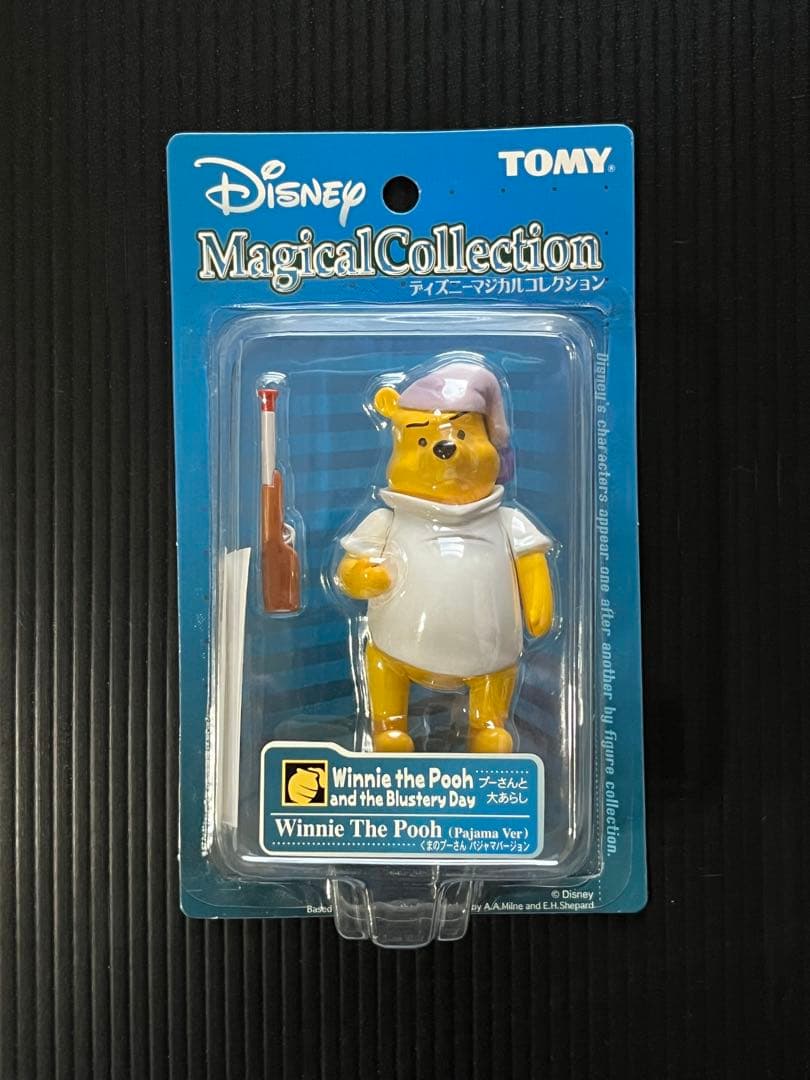 Disney
TOMY®
Magical Collection
ディズニーマジカルコレクション
Disney's characters appear one after another by figure collection.
Winnie the Pooh
and the Blustery Day
プーさんと
大あらし
Winnie The Pooh (Pajama Ver)
くまのプーさん パジャマバージョン
© Disney
Based by A.A.Milne and E.H.Shepard